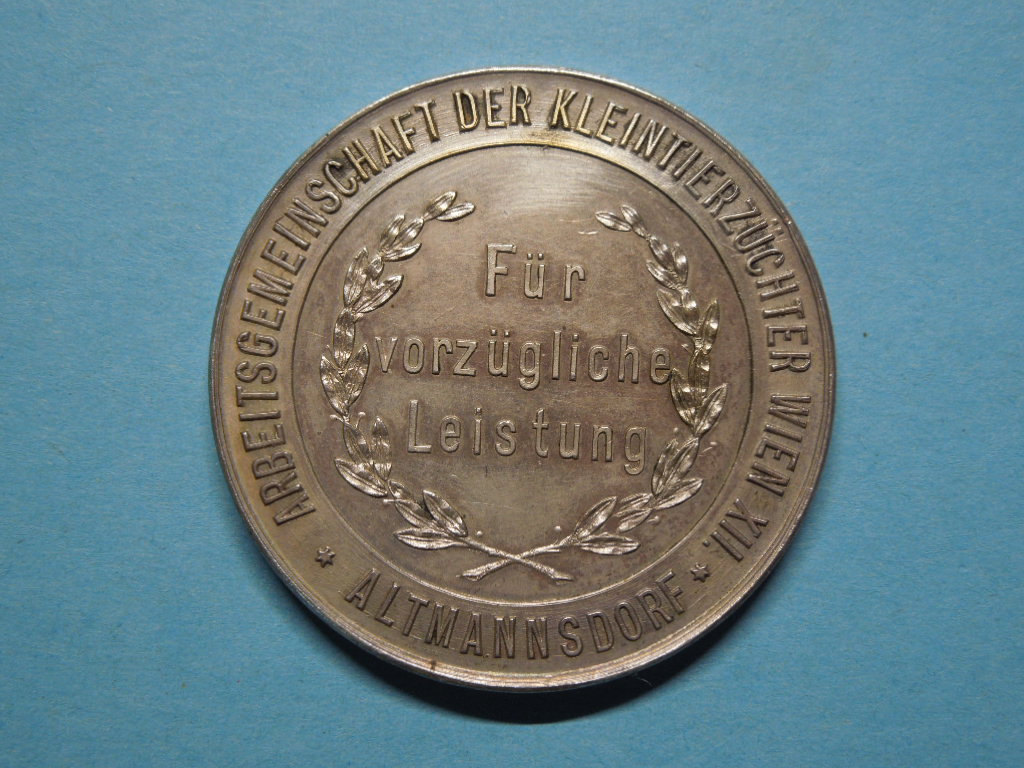 ARBEITSGEMEINSCHAFT DER KLEINTIERZÜCHTER WIEN XII.
* ALTMANNSDORF *
Für
vorzügliche
Leistung